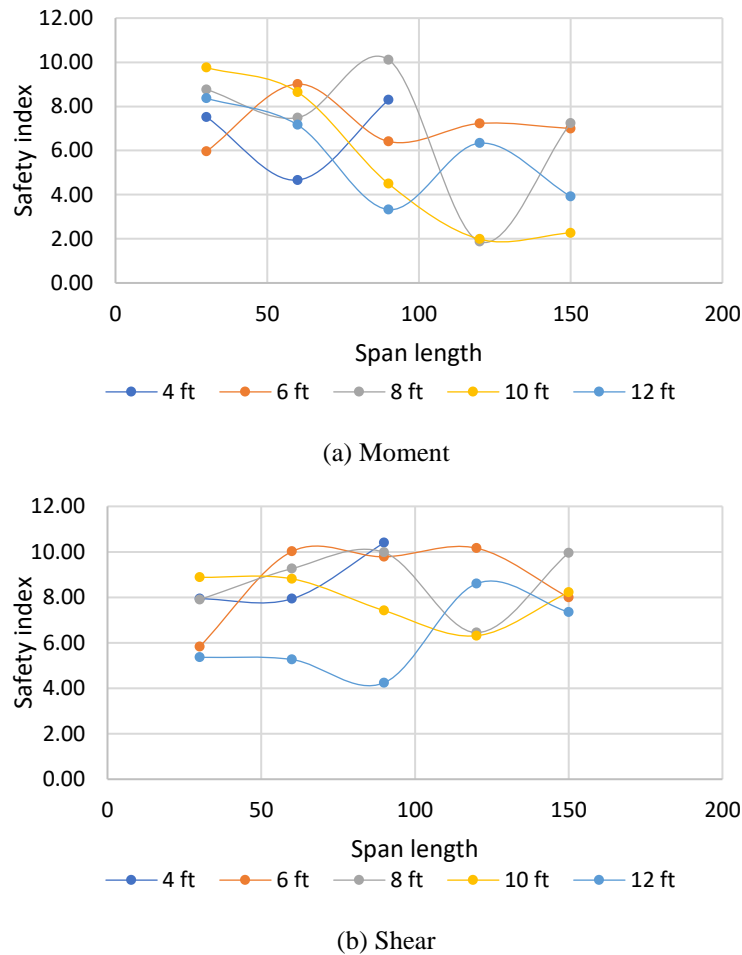 12.00
10.00
8.00
6.00
4.00
2.00
0.00
Safety index
0 50 100 150 200
Span length
4 ft 6 ft 8 ft 10 ft 12 ft
(a) Moment
12.00
10.00
8.00
6.00
4.00
2.00
0.00
Safety index
0 50 100 150 200
Span length
4 ft 6 ft 8 ft 10 ft 12 ft
(b) Shear